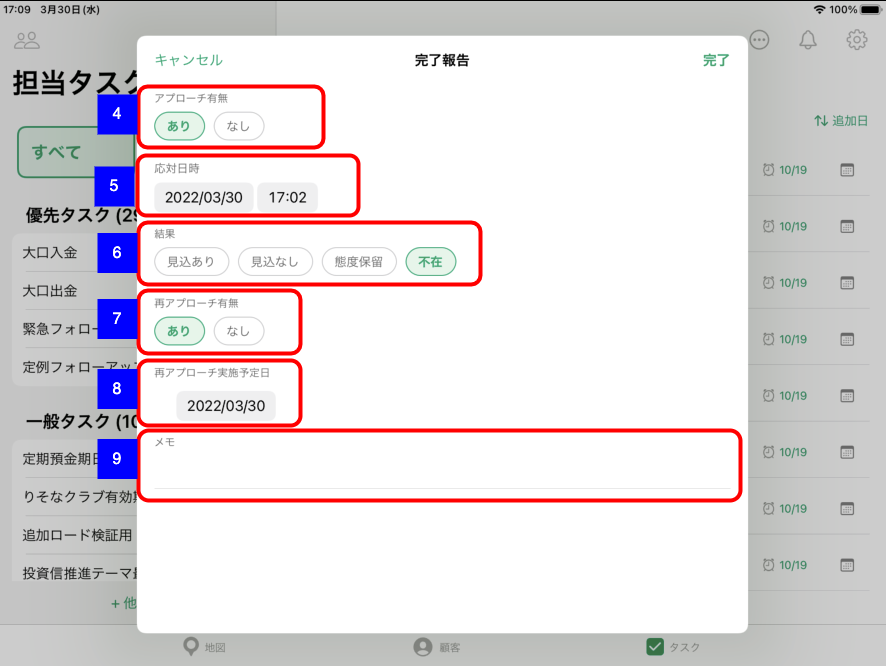 17:09 3月30日(水)
100%
キャンセル
完了報告
完了
担当タスク
追加日
すべて
4
アプローチ有無
あり
なし
5
応対日時
2022/03/30
17:02
6
結果
見込あり
見込なし
態度保留
不在
7
再アプローチ有無
あり
なし
8
再アプローチ実施予定日
2022/03/30
9
メモ
優先タスク (29
大口入金
大口出金
緊急フォロー
定例フォローアップ
一般タスク (10
定期預金期日
りそなクラブ有効期
追加ロード検証用
投資信推進テーマ
+ 他
10/19
10/19
10/19
10/19
10/19
10/19
10/19
10/19
地図
顧客
タスク